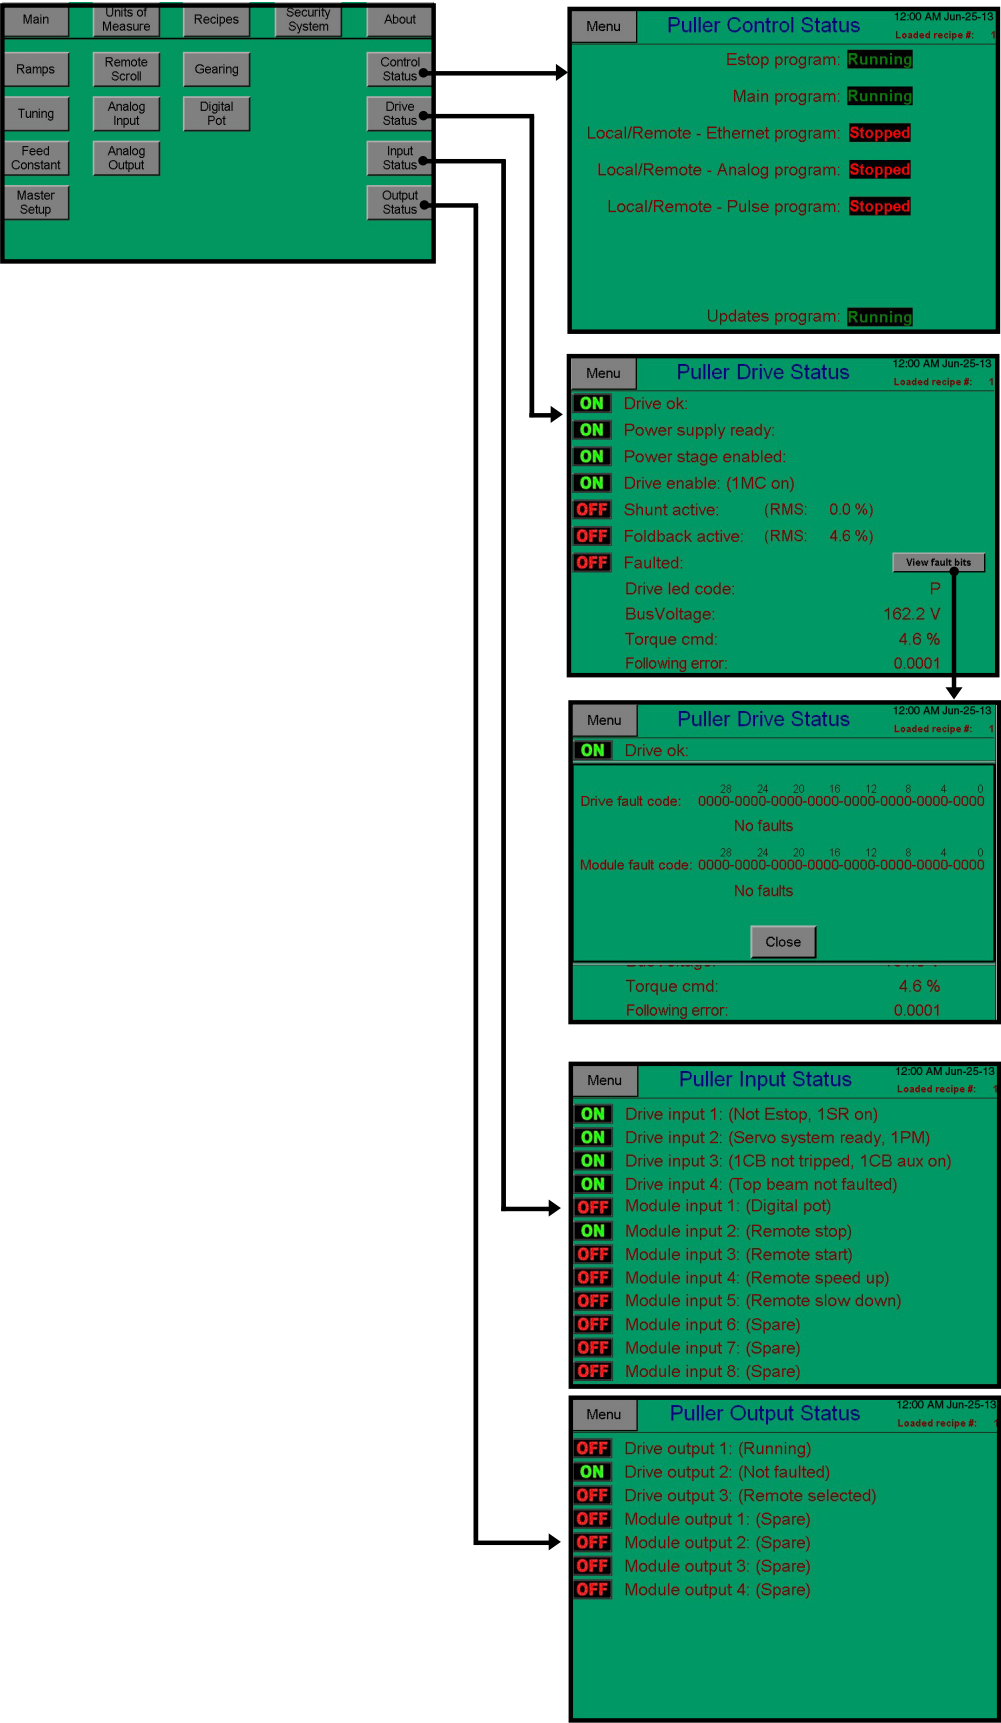 Main
Units of Measure
Recipes
Security System
About
Ramps
Remote Scroll
Gearing
Control Status
Tuning
Analog Input
Digital Pot
Drive Status
Feed Constant
Analog Output
Input Status
Master Setup
Output Status
Menu
Puller Control Status
12:00 AM Jun-25-13
Loaded recipe #: 1
Estop program: Running
Main program: Running
Local/Remote - Ethernet program: Stopped
Local/Remote - Analog program: Stopped
Local/Remote - Pulse program: Stopped
Updates program: Running
Menu
Puller Drive Status
12:00 AM Jun-25-13
Loaded recipe #: 1
ON Drive ok:
ON Power supply ready:
ON Power stage enabled:
ON Drive enable: (1MC on)
OFF Shunt active: (RMS: 0.0 %)
OFF Foldback active: (RMS: 4.6 %)
OFF Faulted: View fault bits
Drive led code: P
BusVoltage: 162.2 V
Torque cmd: 4.6 %
Following error: 0.0001
Menu
Puller Drive Status
12:00 AM Jun-25-13
Loaded recipe #: 1
ON Drive ok:
28 24 20 16 12 8 4 0
Drive fault code: 0000-0000-0000-0000-0000-0000-0000-0000
No faults
28 24 20 16 12 8 4 0
Module fault code: 0000-0000-0000-0000-0000-0000-0000-0000
No faults
Close
Torque cmd: 4.6 %
Following error: 0.0001
Menu
Puller Input Status
12:00 AM Jun-25-13
Loaded recipe #: 1
ON Drive input 1: (Not Estop, 1SR on)
ON Drive input 2: (Servo system ready, 1PM)
ON Drive input 3: (1CB not tripped, 1CB aux on)
ON Drive input 4: (Top beam not faulted)
OFF Module input 1: (Digital pot)
ON Module input 2: (Remote stop)
OFF Module input 3: (Remote start)
OFF Module input 4: (Remote speed up)
OFF Module input 5: (Remote slow down)
OFF Module input 6: (Spare)
OFF Module input 7: (Spare)
OFF Module input 8: (Spare)
Menu
Puller Output Status
12:00 AM Jun-25-13
Loaded recipe #: 1
OFF Drive output 1: (Running)
ON Drive output 2: (Not faulted)
OFF Drive output 3: (Remote selected)
OFF Module output 1: (Spare)
OFF Module output 2: (Spare)
OFF Module output 3: (Spare)
OFF Module output 4: (Spare)